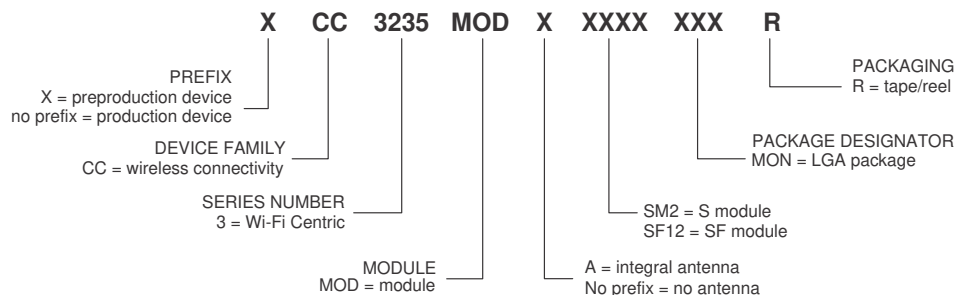 X CC 3235 MOD X XXXX XXX R
PREFIX
X = preproduction device
no prefix = production device
DEVICE FAMILY
CC = wireless connectivity
SERIES NUMBER
3 = Wi-Fi Centric
MODULE
MOD = module
PACKAGING
R = tape/reel
PACKAGE DESIGNATOR
MON = LGA package
SM2 = S module
SF12 = SF module
A = integral antenna
No prefix = no antenna